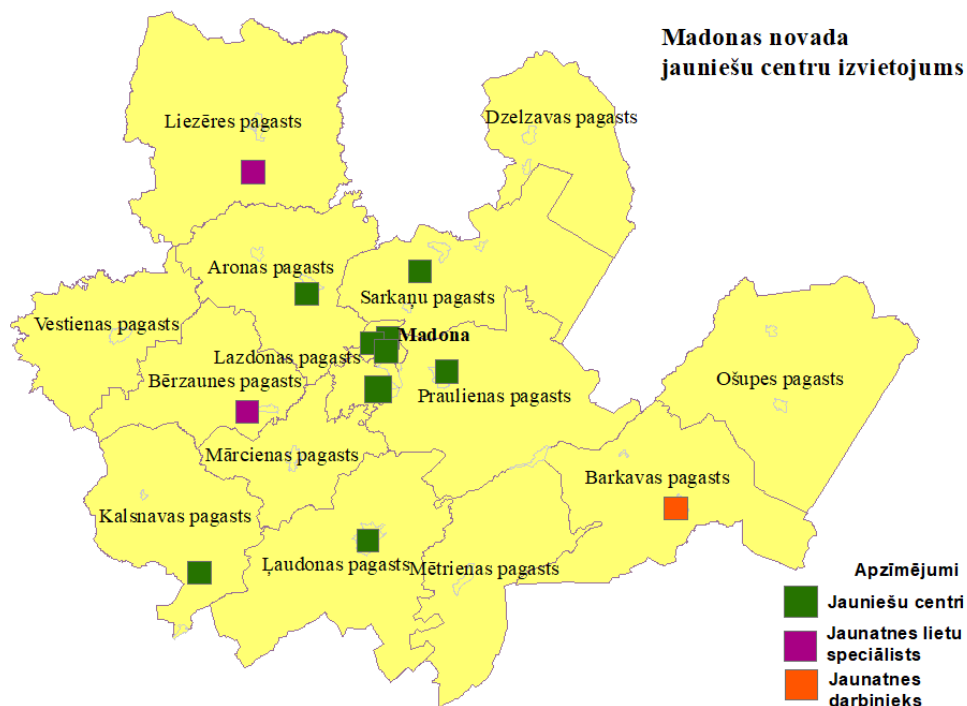 Madonas novada
jauniešu centru izvietojums
Liezēres pagasts
Dzelzavas pagasts
Aronas pagasts
Sarkaņu pagasts
Vestienas pagasts
Madona
Lazdonas pagasts
Bērzaunes pagasts
Praulienas pagasts
Ošupes pagasts
Mārcienas pagasts
Barkavas pagasts
Kalsnavas pagasts
Ļaudonas pagasts
Mētrienas pagasts
Apzīmējumi
Jauniešu centri
Jaunatnes lietu
speciālists
Jaunatnes
darbinieks